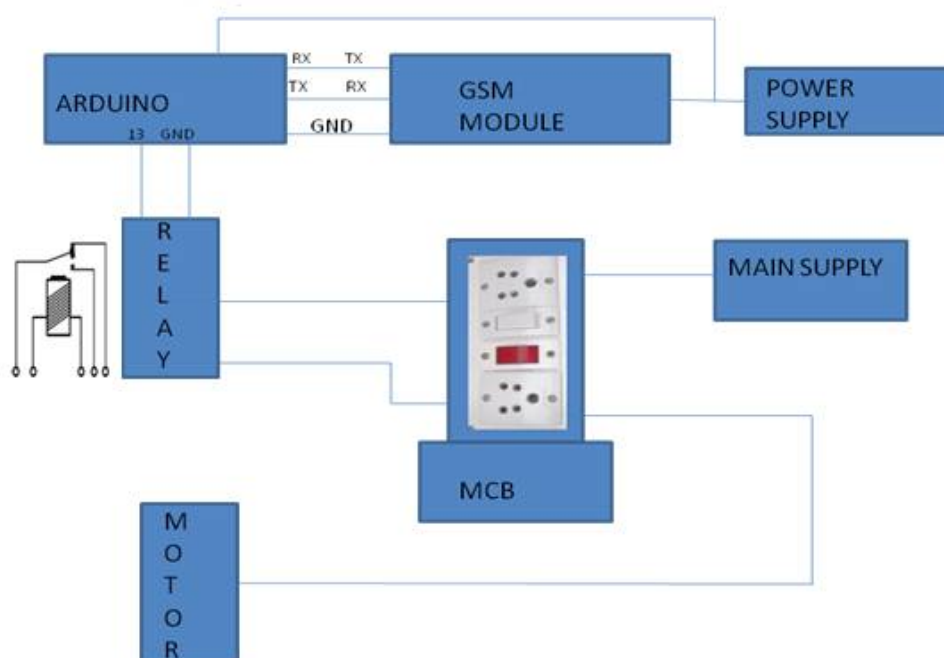 RX TX
ARDUINO
TX RX
GSM
MODULE
GND
POWER
SUPPLY
13 GND
R
E
L
A
Y
MAIN SUPPLY
MCB
M
O
T
O
R